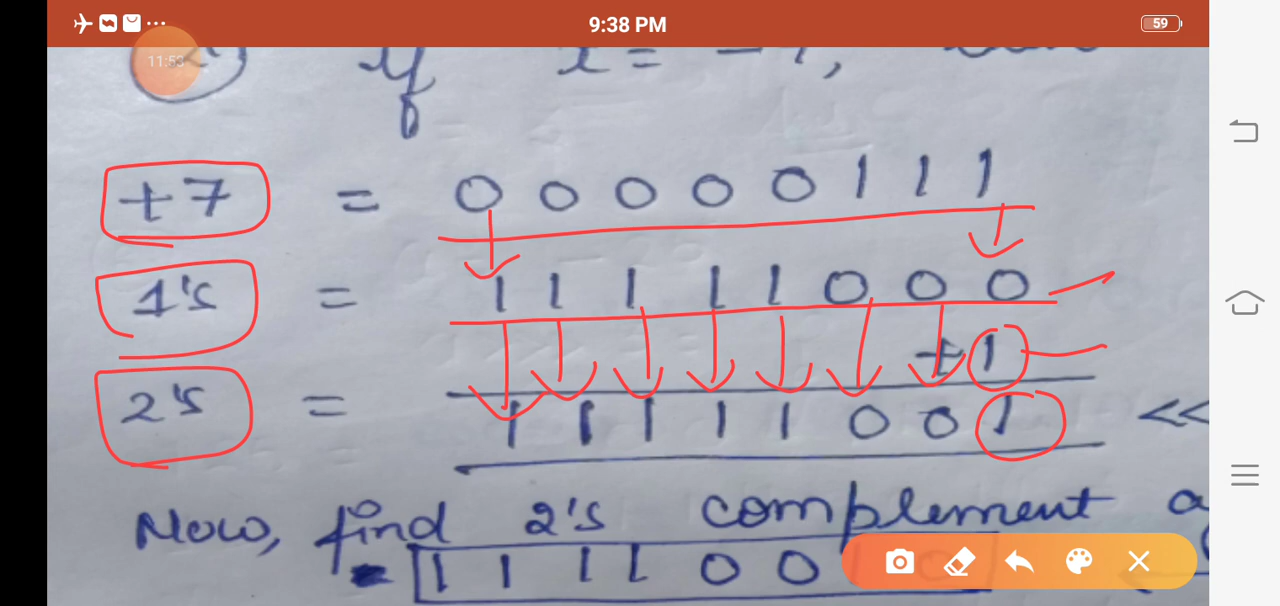 9:38 PM
59
11:53
if x = -7,
+7 = 0 0 0 0 0 1 1 1
1's = 1 1 1 1 1 0 0 0
+ 1
2's = 1 1 1 1 1 0 0 1 <<
Now, find 2's complement
1 1 1 1 0 0